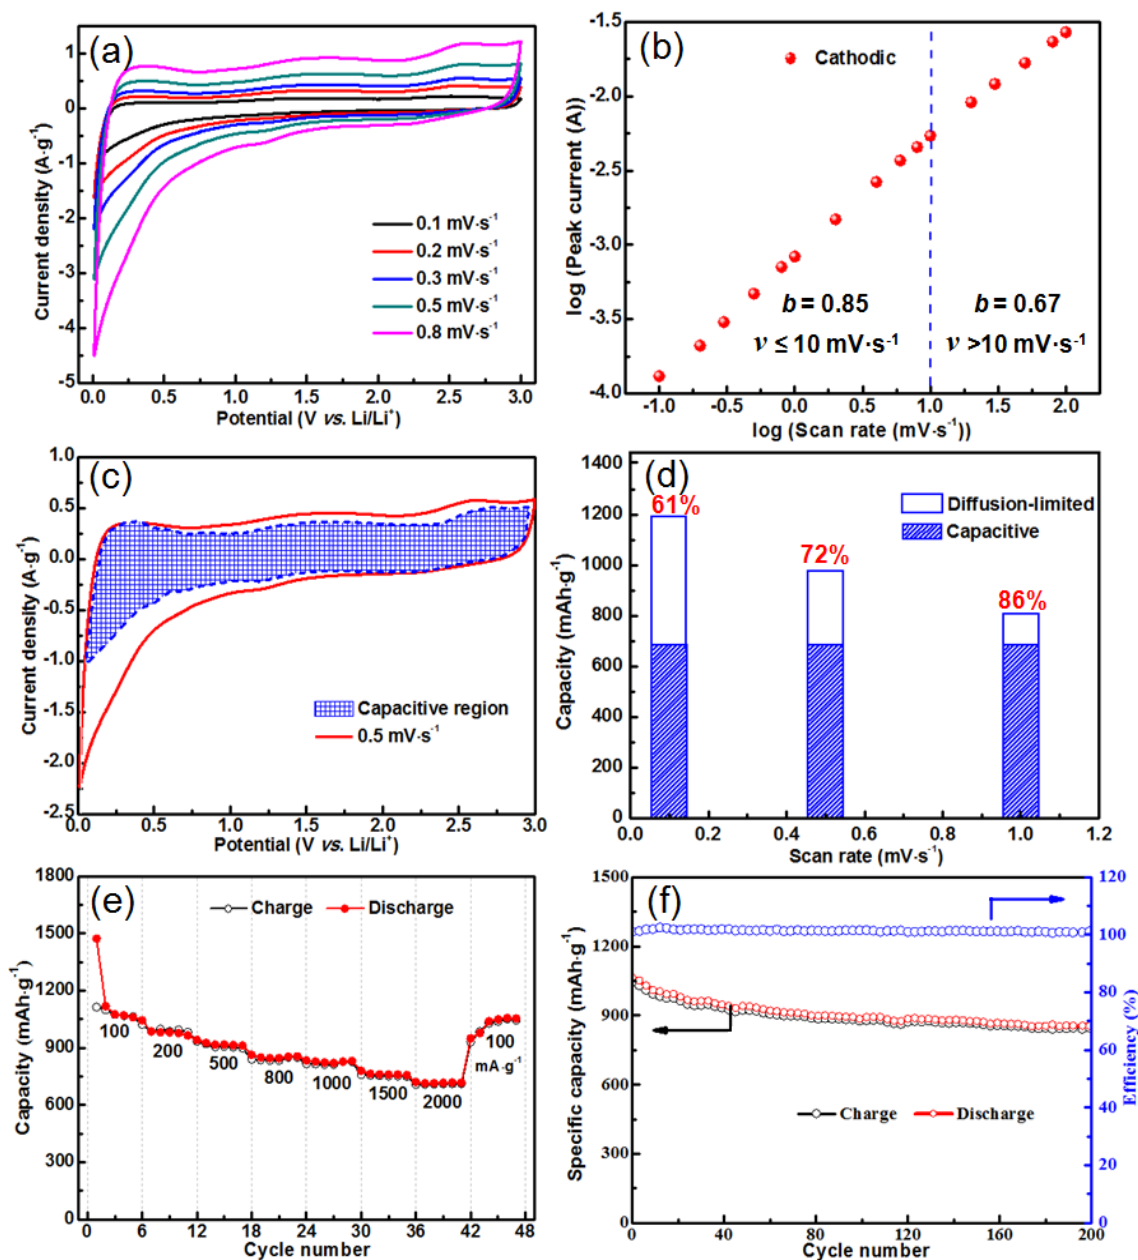 (a)
Current density (A·g-1)
1
0
-1
-2
-3
-4
-5
0.1 mV·s-1
0.2 mV·s-1
0.3 mV·s-1
0.5 mV·s-1
0.8 mV·s-1
0.0 0.5 1.0 1.5 2.0 2.5 3.0
Potential (V vs. Li/Li+)
(b)
log (Peak current (A))
-1.5
-2.0
-2.5
-3.0
-3.5
-4.0
Cathodic
b = 0.85
ν ≤ 10 mV·s-1
b = 0.67
ν >10 mV·s-1
-1.0 -0.5 0.0 0.5 1.0 1.5 2.0
log (Scan rate (mV·s-1))
(c)
Current density (A·g-1)
1.0
0.5
0.0
-0.5
-1.0
-1.5
-2.0
-2.5
Capacitive region
0.5 mV·s-1
0.0 0.5 1.0 1.5 2.0 2.5 3.0
Potential (V vs. Li/Li+)
(d)
Capacity (mAh·g-1)
1400
1200
1000
800
600
400
200
0
Diffusion-limited
Capacitive
61%
72%
86%
0.0 0.2 0.4 0.6 0.8 1.0 1.2
Scan rate (mV·s-1)
(e)
Capacity (mAh·g-1)
1800
1500
1200
900
600
300
0
Charge
Discharge
100
200
500
800
1000
1500
2000
100
mA·g-1
0 6 12 18 24 30 36 42 48
Cycle number
(f)
Specific capacity (mAh·g-1)
1500
1200
900
600
300
0
Charge
Discharge
120
100
80
60
40
20
0
Efficiency (%)
0 40 80 120 160 200
Cycle number